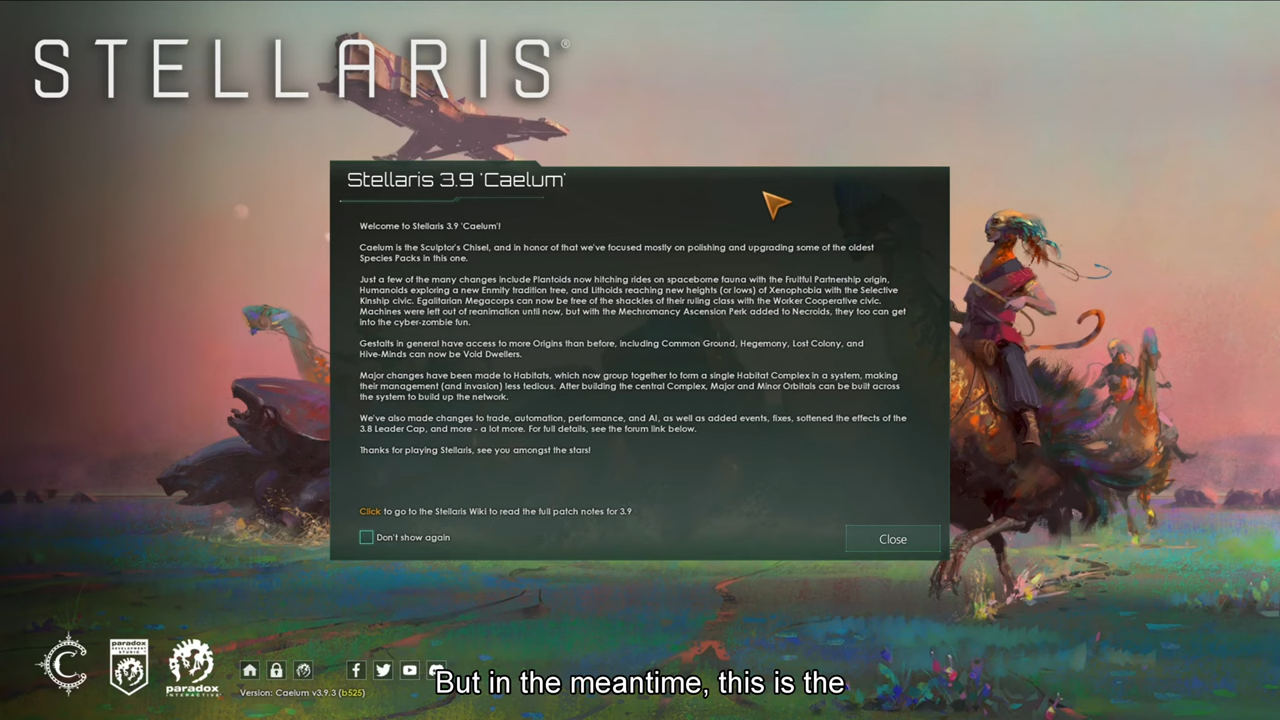 STELLARIS®
Stellaris 3.9 'Caelum'
Welcome to Stellaris 3.9 'Caelum'!
Caelum is the Sculptor's Chisel, and in honor of that we've focused mostly on polishing and upgrading some of the oldest
Species Packs in this one.
Just a few of the many changes include Plantoids now hitching rides on spaceborne fauna with the Fruitful Partnership origin,
Humanoids exploring a new Enmity tradition tree, and Lithoids reaching new heights (or lows) of Xenophobia with the Selective
Kinship civic. Egalitarian Megacorps can now be free of the shackles of their ruling class with the Worker Cooperative civic.
Machines were left out of reanimation until now, but with the Mechromancy Ascension Perk added to Necroids, they too can get
into the cyber-zombie fun.
Gestalts in general have access to more Origins than before, including Common Ground, Hegemony, Lost Colony, and
Hive-Minds can now be Void Dwellers.
Major changes have been made to Habitats, which now group together to form a single Habitat Complex in a system, making
their management (and invasion) less tedious. After building the central Complex, Major and Minor Orbitals can be built across
the system to build up the network.
We've also made changes to trade, automation, performance, and AI, as well as added events, fixes, softened the effects of the
3.8 Leader Cap, and more - a lot more. For full details, see the forum link below.
Thanks for playing Stellaris, see you amongst the stars!
Click to go to the Stellaris Wiki to read the full patch notes for 3.9
Don't show again
Close
paradox
DEVELOPMENT
STUDIO
paradox
INTERACTIVE
Version: Caelum v3.9.3 (b525)
But in the meantime, this is the